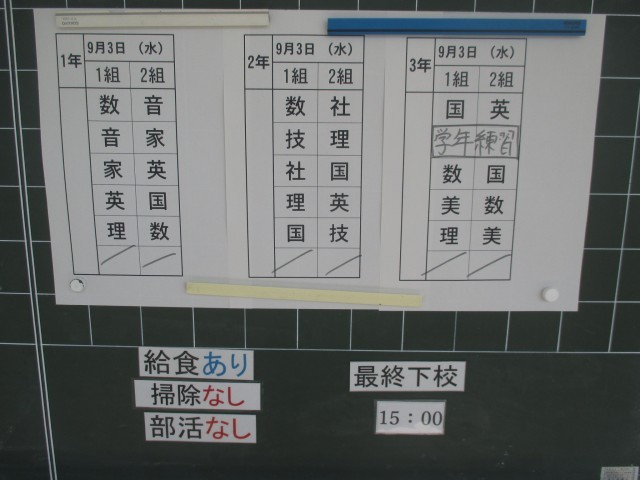 1年 9月3日 (水)
1組 2組
数 音
音 家
家 英
英 国
理 数
2年 9月3日 (水)
1組 2組
数 社
技 理
社 国
理 英
国 技
3年 9月3日 (水)
1組 2組
国 英
学年練習
数 国
美 数
理 美
給食あり
掃除なし
部活なし
最終下校
15:00